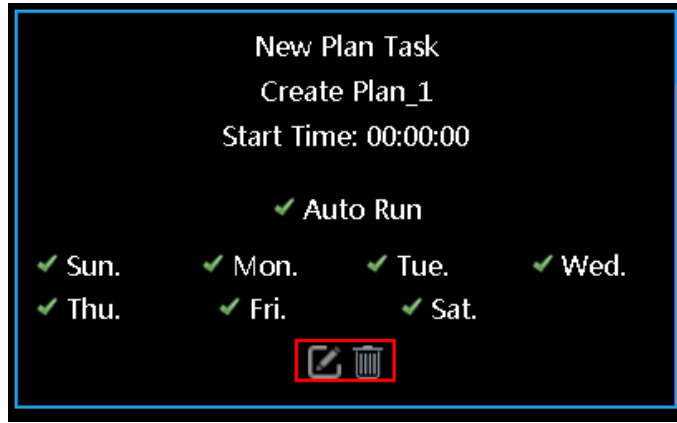 New Plan Task
Create Plan_1
Start Time: 00:00:00
Auto Run
Sun. Mon. Tue. Wed.
Thu. Fri. Sat.